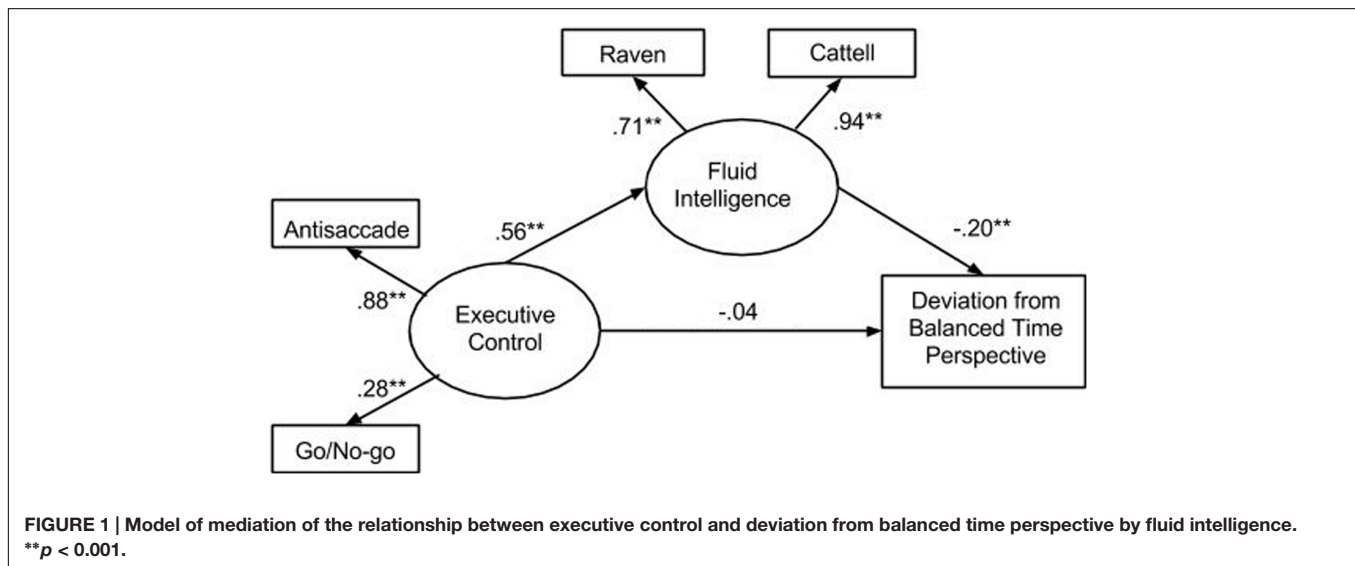 Raven
Cattell
.71**
.94**
Fluid
Intelligence
Antisaccade
.56**
-.20**
.88**
Executive
Control
-.04
Deviation from
Balanced Time
Perspective
.28**
Go/No-go
FIGURE 1 | Model of mediation of the relationship between executive control and deviation from balanced time perspective by fluid intelligence.
**p < 0.001.